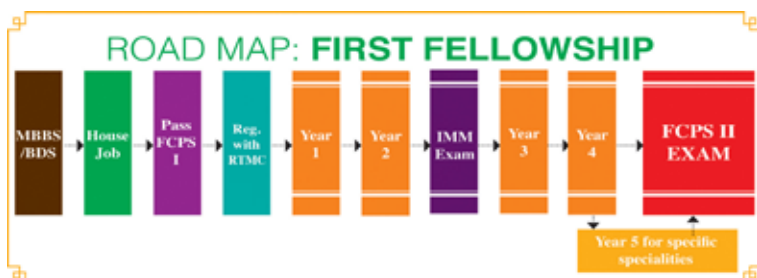 ROAD MAP: FIRST FELLOWSHIP
MBBS
/BDS
House
Job
Pass
FCPS
I
Reg.
with
RTMC
Year
1
Year
2
IMM
Exam
Year
3
Year
4
FCPS II
EXAM
Year 5 for specific
specialities